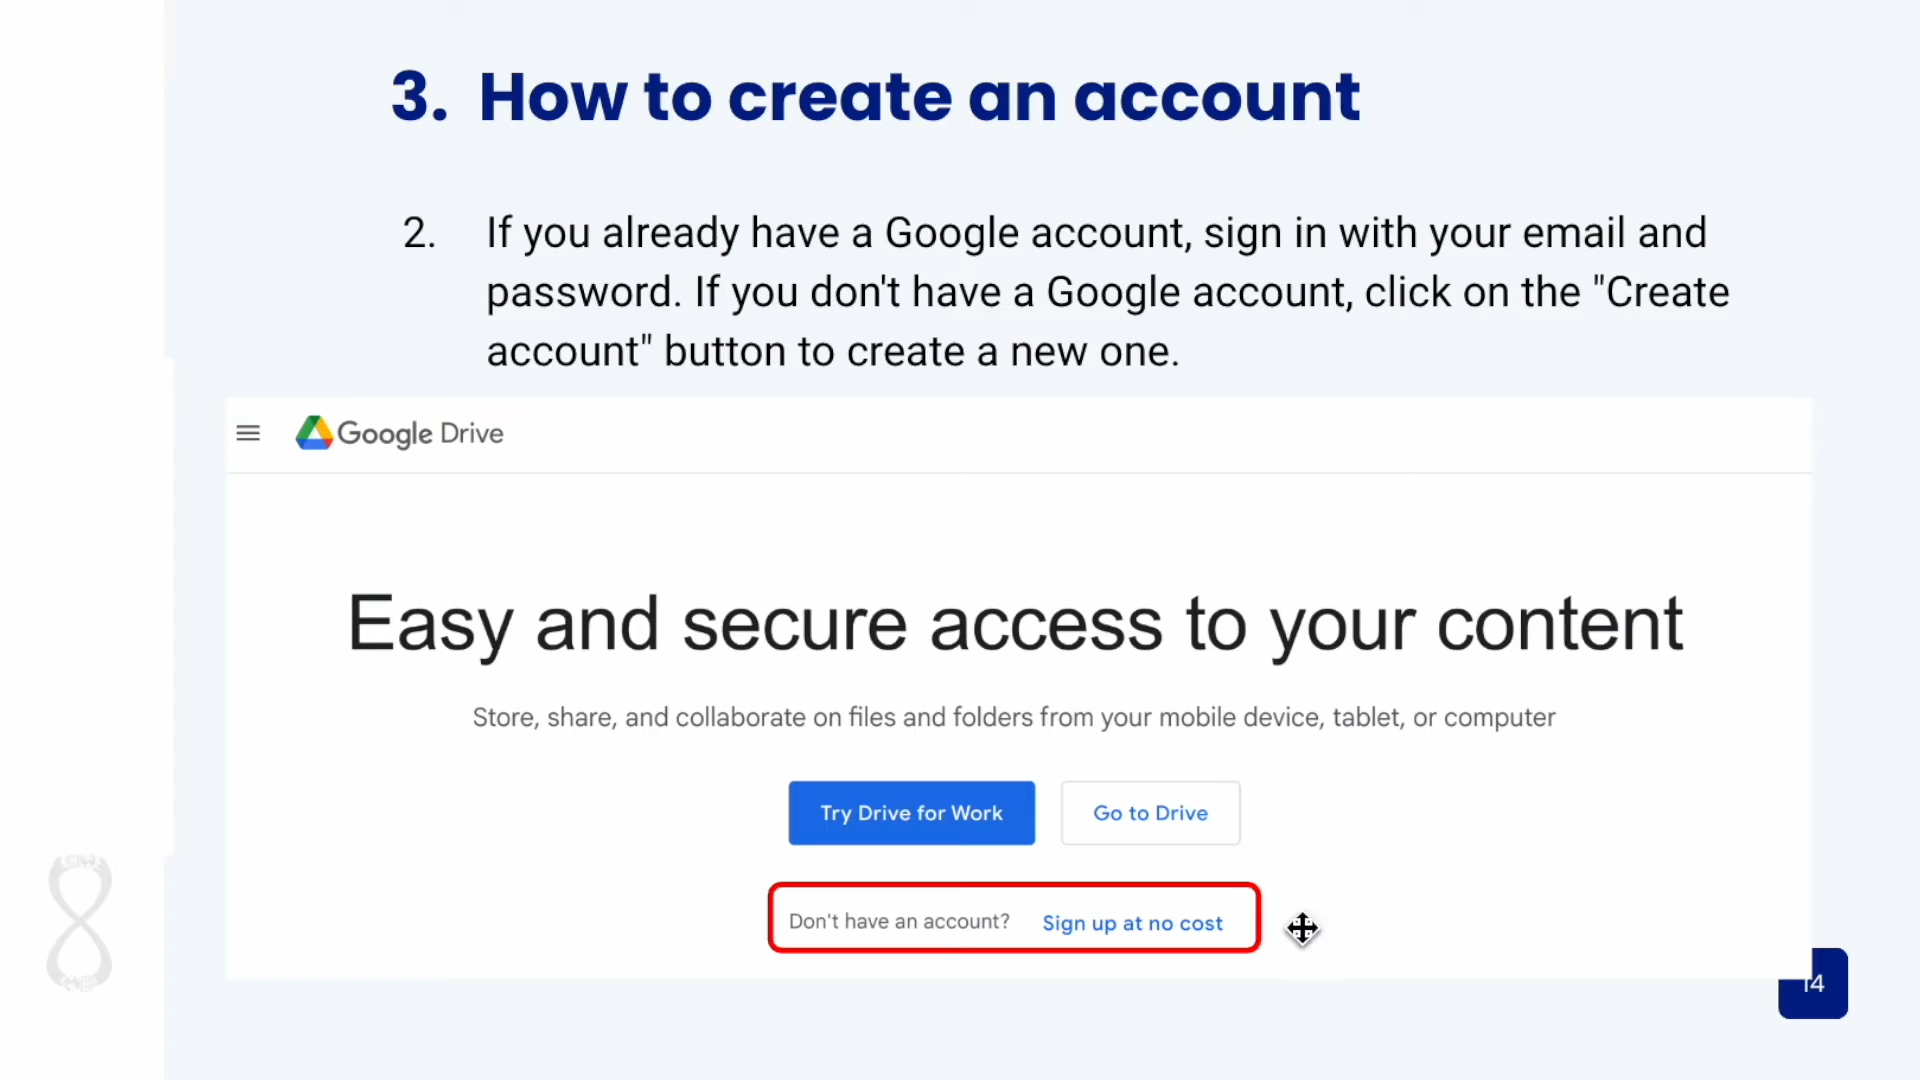 3. How to create an account
2. If you already have a Google account, sign in with your email and
password. If you don't have a Google account, click on the "Create
account" button to create a new one.
Google Drive
Easy and secure access to your content
Store, share, and collaborate on files and folders from your mobile device, tablet, or computer
Try Drive for Work Go to Drive
Don't have an account? Sign up at no cost
14